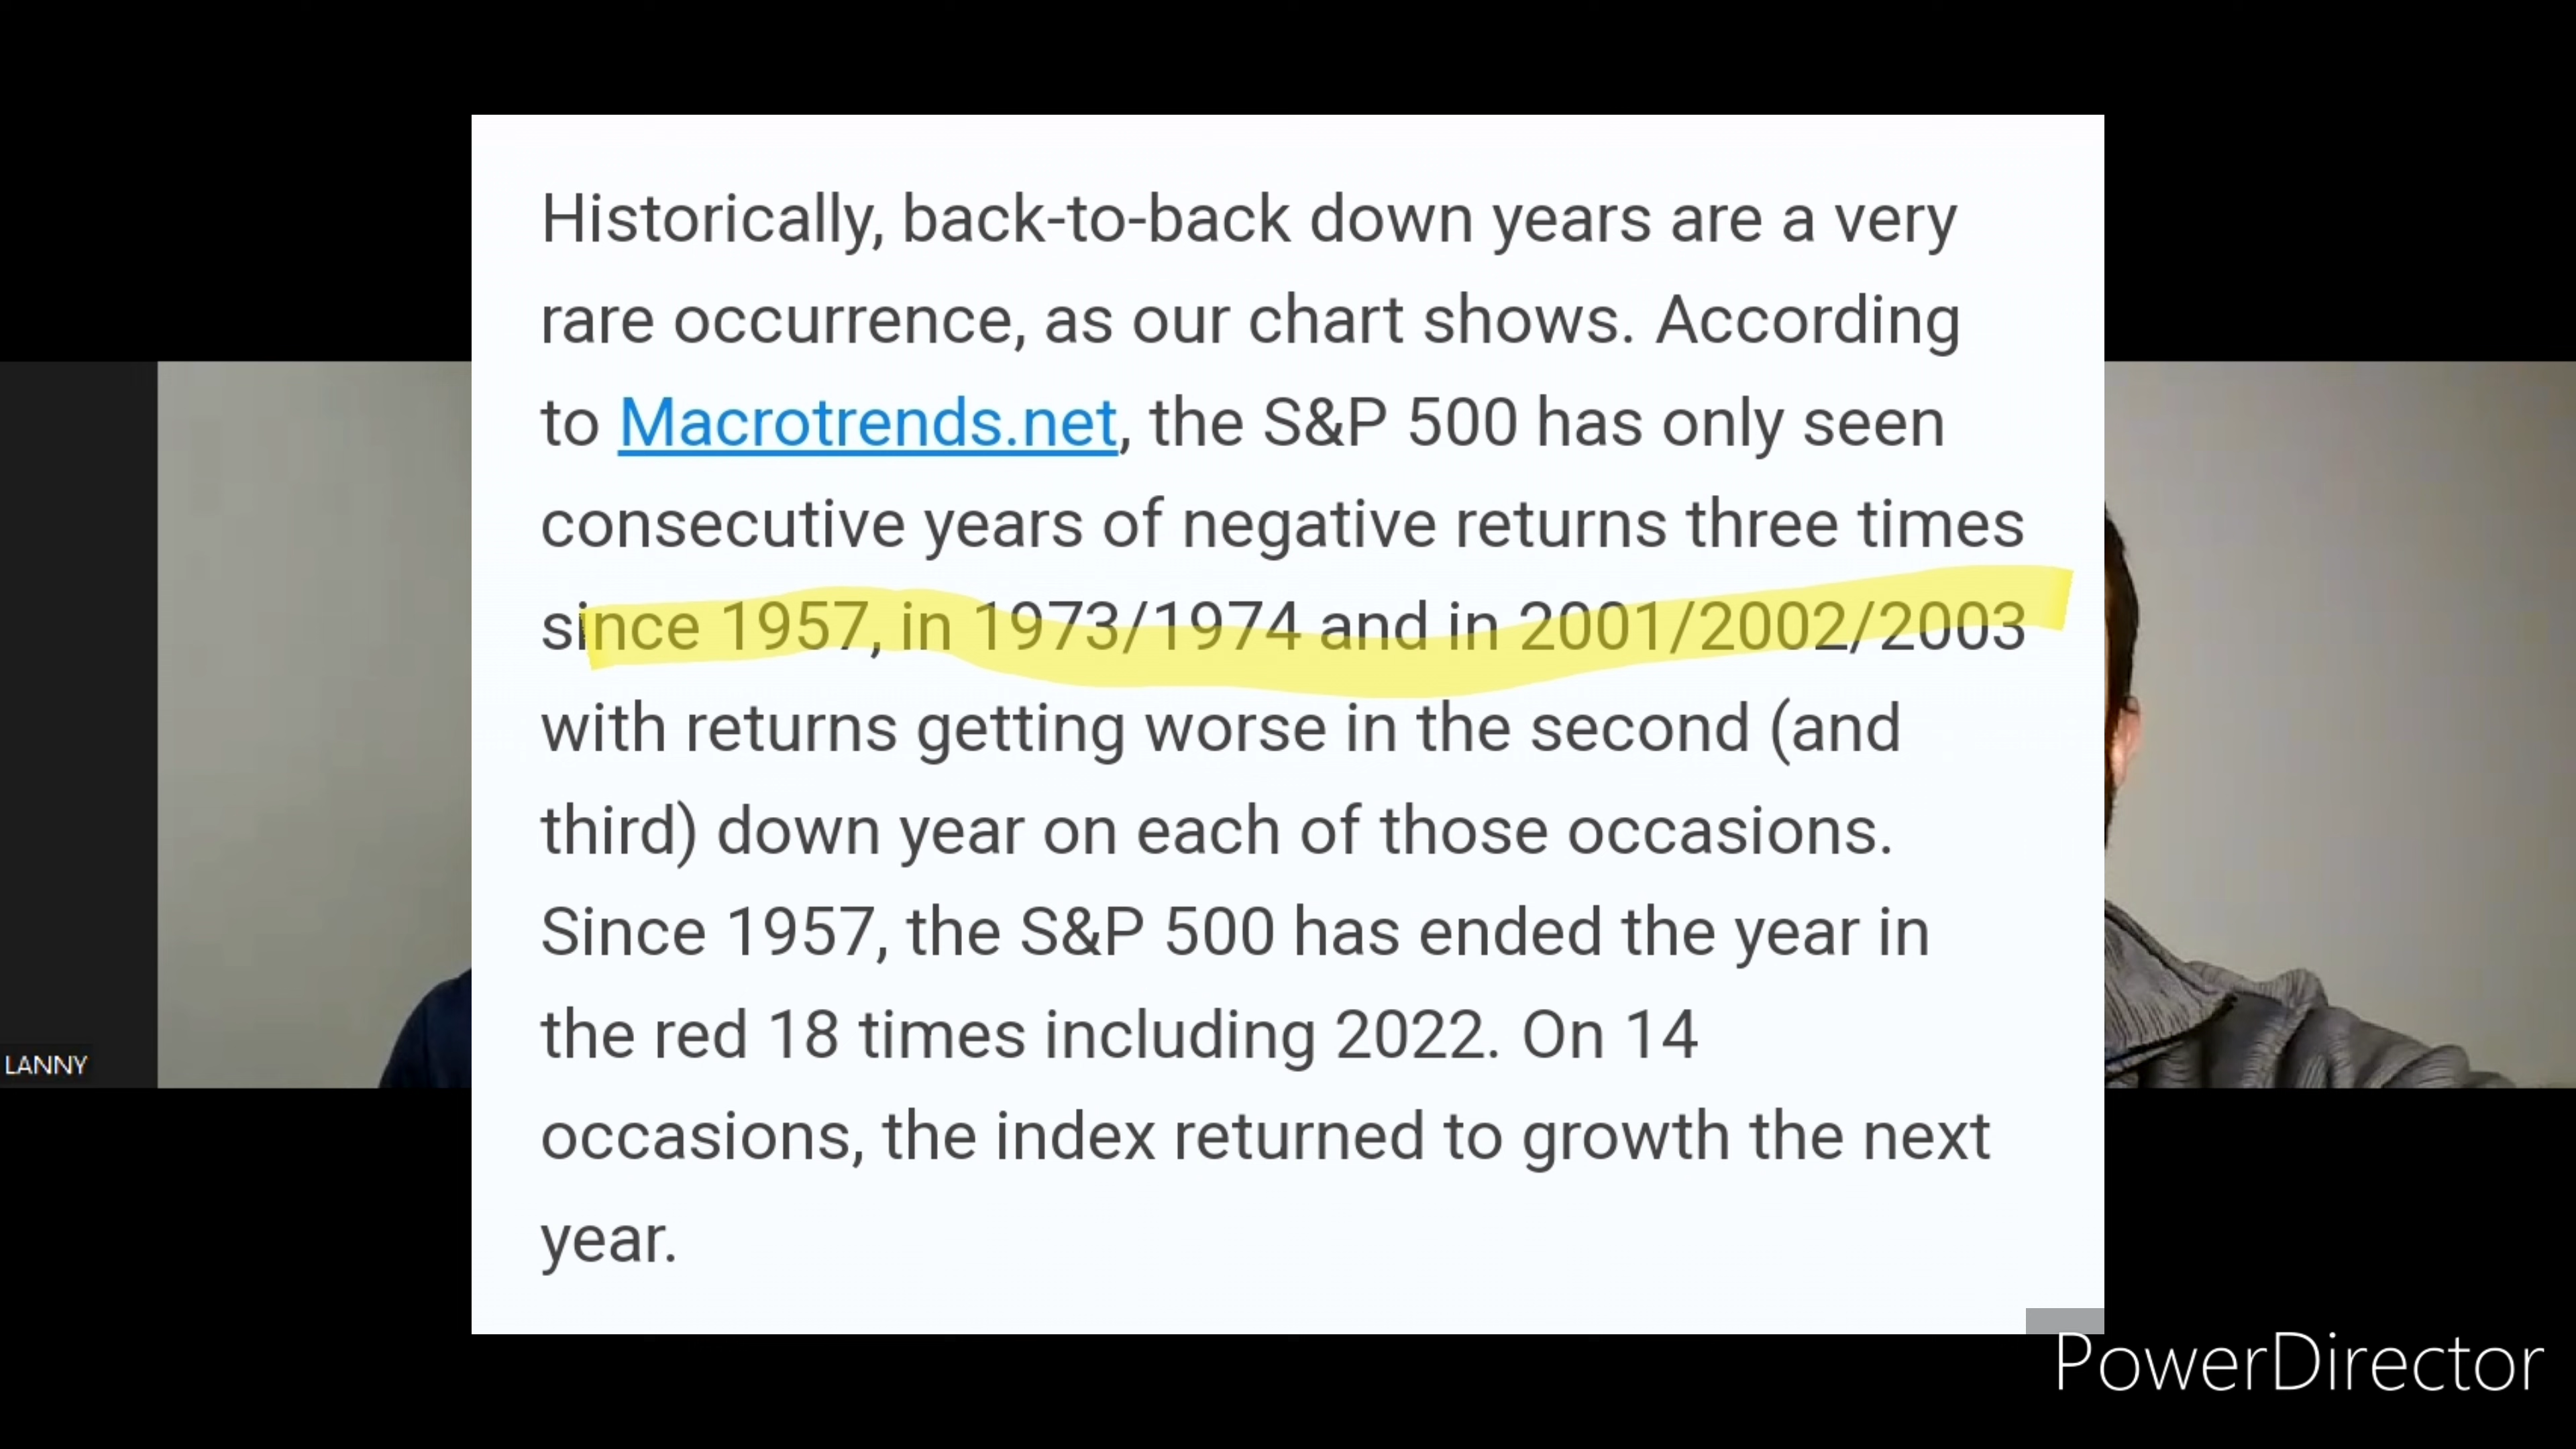 Historically, back-to-back down years are a very
rare occurrence, as our chart shows. According
to Macrotrends.net, the S&P 500 has only seen
consecutive years of negative returns three times
since 1957, in 1973/1974 and in 2001/2002/2003
with returns getting worse in the second (and
third) down year on each of those occasions.
Since 1957, the S&P 500 has ended the year in
the red 18 times including 2022. On 14
occasions, the index returned to growth the next
year.
LANNY
PowerDirector